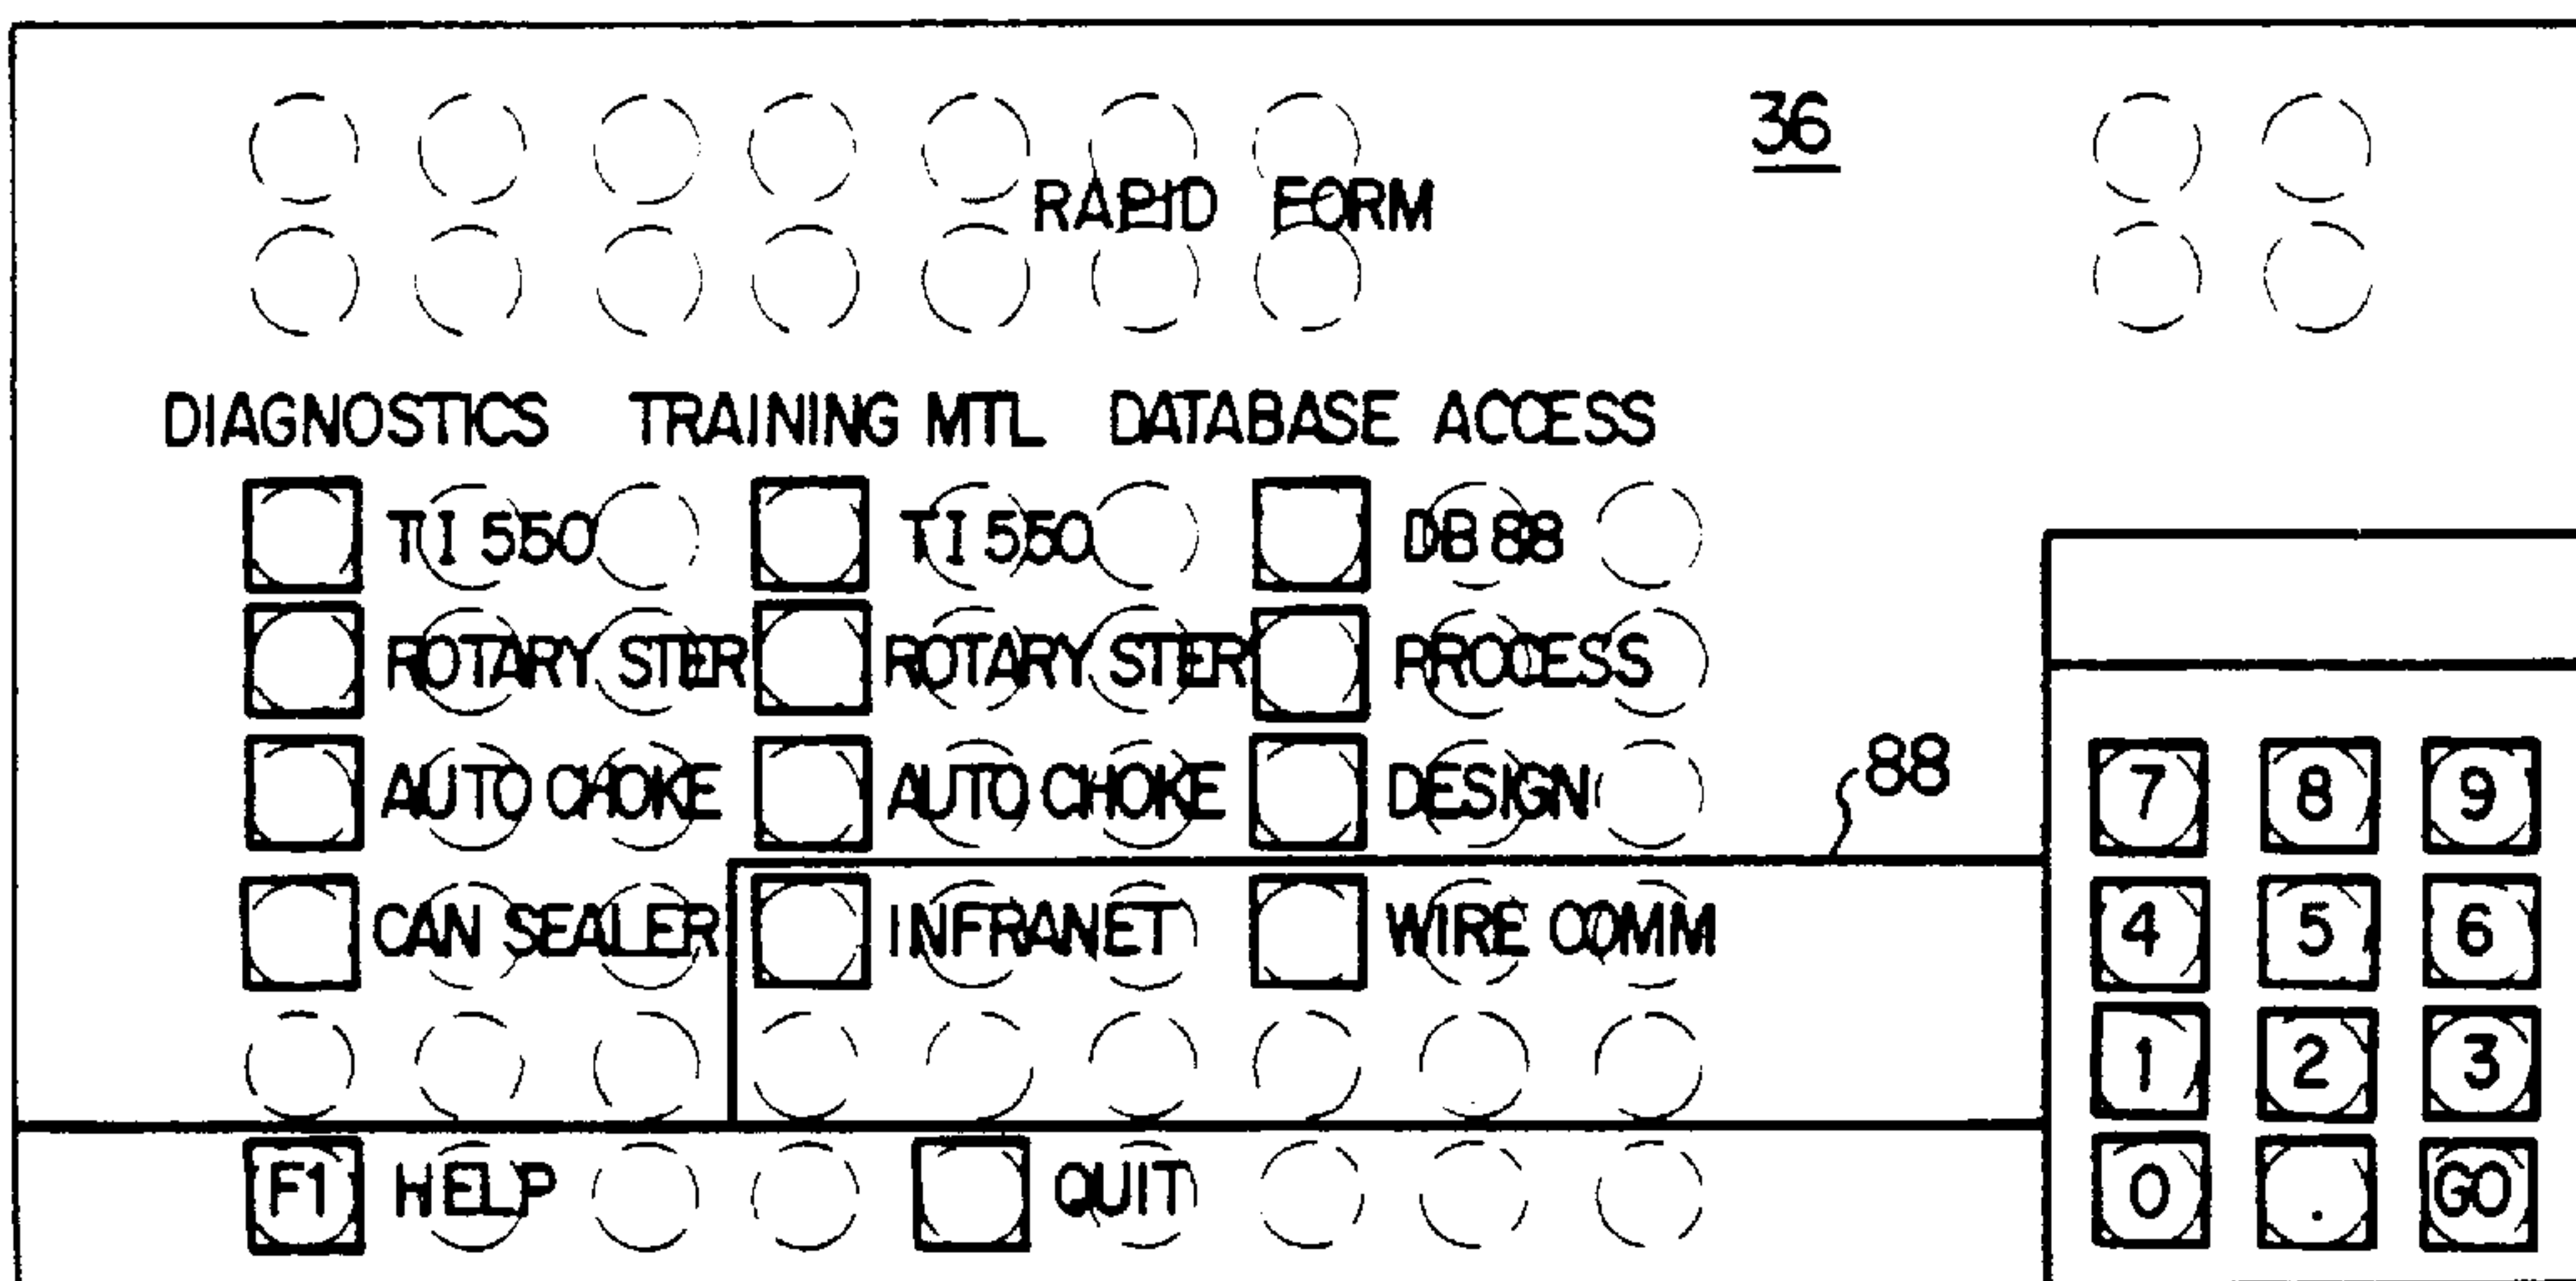 36
RAPID FORM
DIAGNOSTICS TRAINING MTL DATABASE ACCESS
TI 550 TI 550 DB 88
ROTARY STER ROTARY STER PROCESS
AUTO CHOKE AUTO CHOKE DESIGN 88 7 8 9
CAN SEALER INFRANET WIRE COMM 4 5 6
1 2 3
F1 HELP QUIT 0 . GO